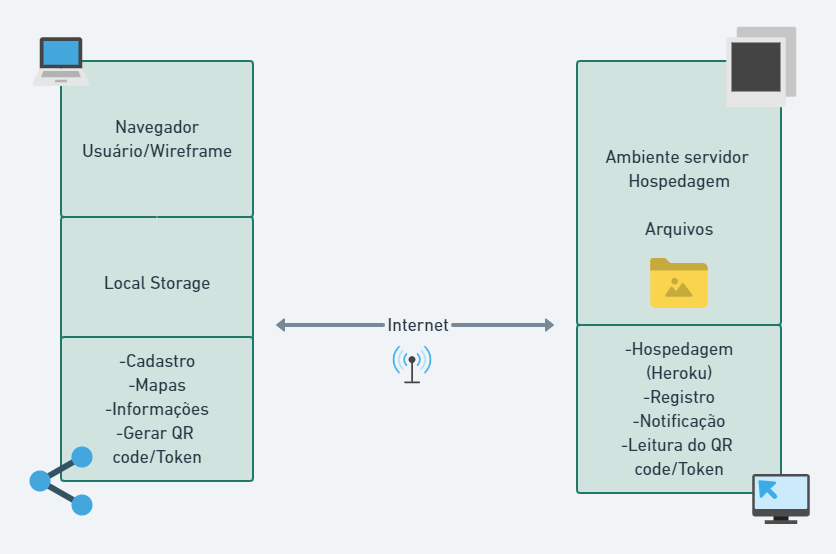 Navegador
Usuário/Wireframe
Local Storage
-Cadastro
-Mapas
-Informações
-Gerar QR
code/Token
Internet
Ambiente servidor
Hospedagem
Arquivos
-Hospedagem
(Heroku)
-Registro
-Notificação
-Leitura do QR
code/Token